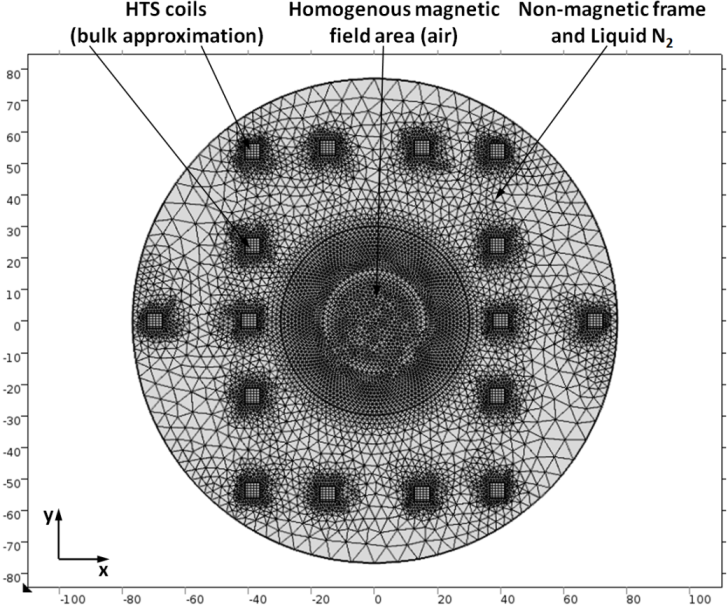 HTS coils
(bulk approximation)
Homogenous magnetic
field area (air)
Non-magnetic frame
and Liquid N₂
80
70
60
50
40
30
20
10
0
-10
-20
-30
-40
-50
-60
-70
-80
y
x
-100 -80 -60 -40 -20 0 20 40 60 80 100